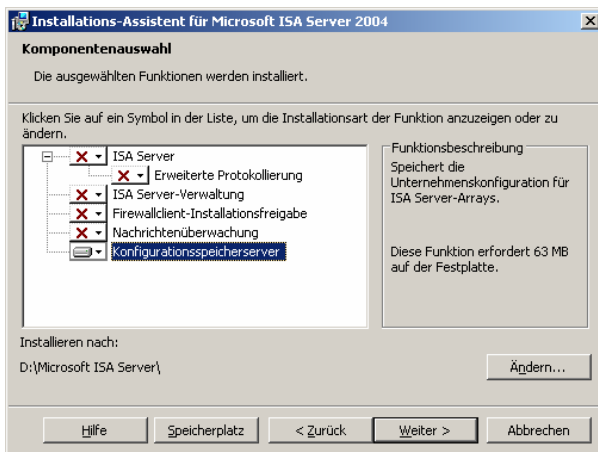 Installations-Assistent für Microsoft ISA Server 2004
Komponentenauswahl
Die ausgewählten Funktionen werden installiert.
Klicken Sie auf ein Symbol in der Liste, um die Installationsart der Funktion anzuzeigen oder zu
ändern.
ISA Server
Erweiterte Protokollierung
ISA Server-Verwaltung
Firewallclient-Installationsfreigabe
Nachrichtenüberwachung
Konfigurationsspeicherserver
Funktionsbeschreibung
Speichert die
Unternehmenskonfiguration für
ISA Server-Arrays.
Diese Funktion erfordert 63 MB
auf der Festplatte.
Installieren nach:
D:\Microsoft ISA Server\
Ändern...
Hilfe
Speicherplatz
< Zurück
Weiter >
Abbrechen